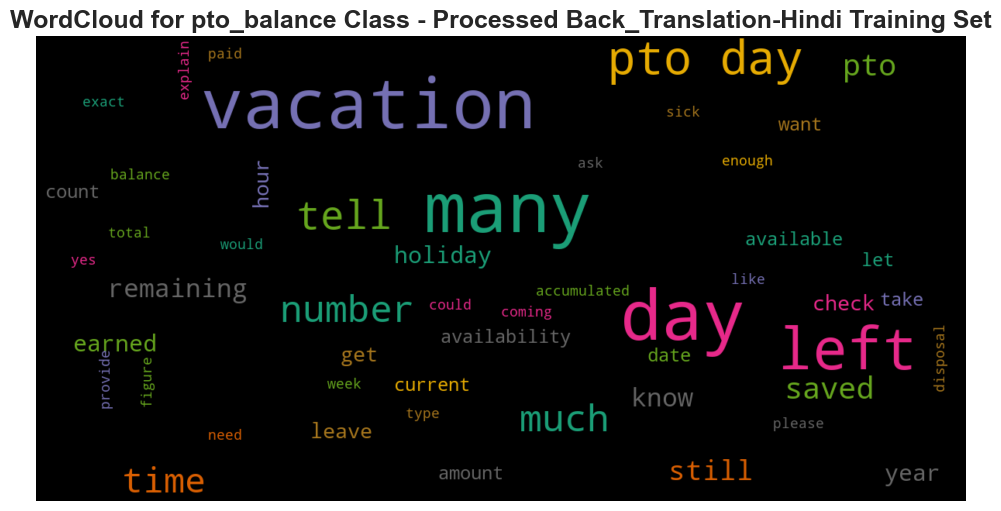 WordCloud for pto_balance Class - Processed Back_Translation-Hindi Training Set
explain
paid
pto day
pto
vacation
exact
sick
want
ask
enough
balance
hour
count
many
tell
total
would
holiday
available
yes
let
remaining
like
accumulated
number
could
coming
day
check
take
availability
earned
left
get
date
provide
figure
week
current
disposal
saved
know
type
much
leave
please
need
time
amount
still
year